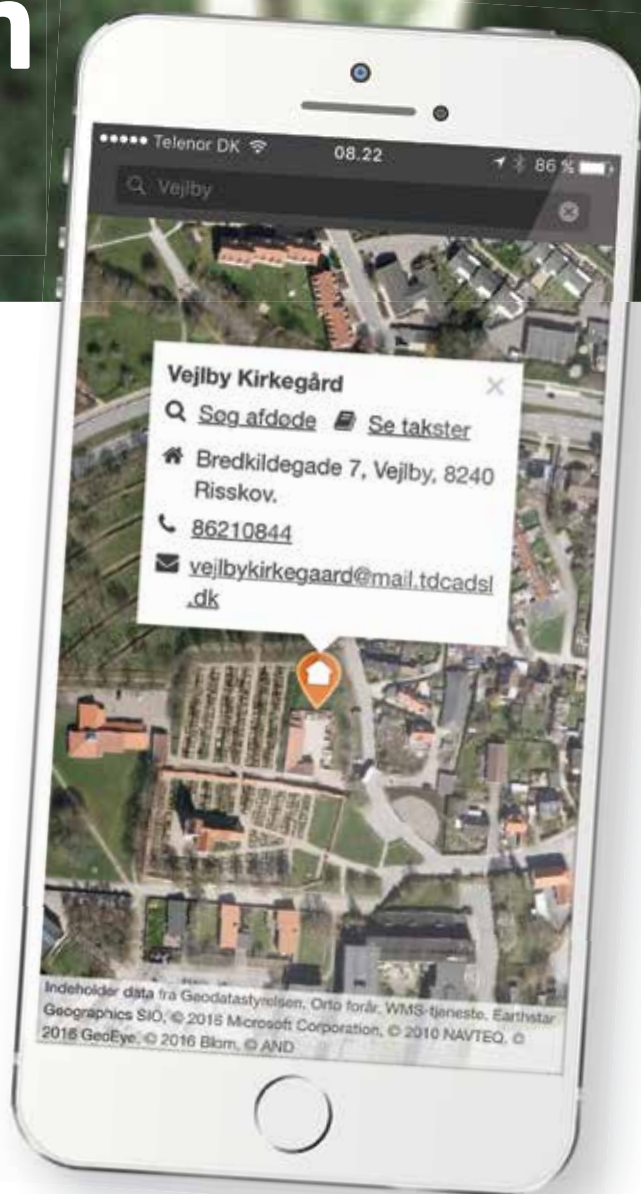 n
Telenor DK 08.22 86 %
Vejlby
Vejlby Kirkegård
Søg afdøde Se takster
Bredkildegade 7, Vejlby, 8240
Risskov.
86210844
vejlbykirkegaard@mail.tdcadsl
.dk
Indeholder data fra Geodatastyrelsen, Orto forår, WMS-tjeneste, Earthstar
Geographics SIO, © 2016 Microsoft Corporation, © 2010 NAVTEQ, ©
2016 GeoEye, © 2016 Blom, © AND